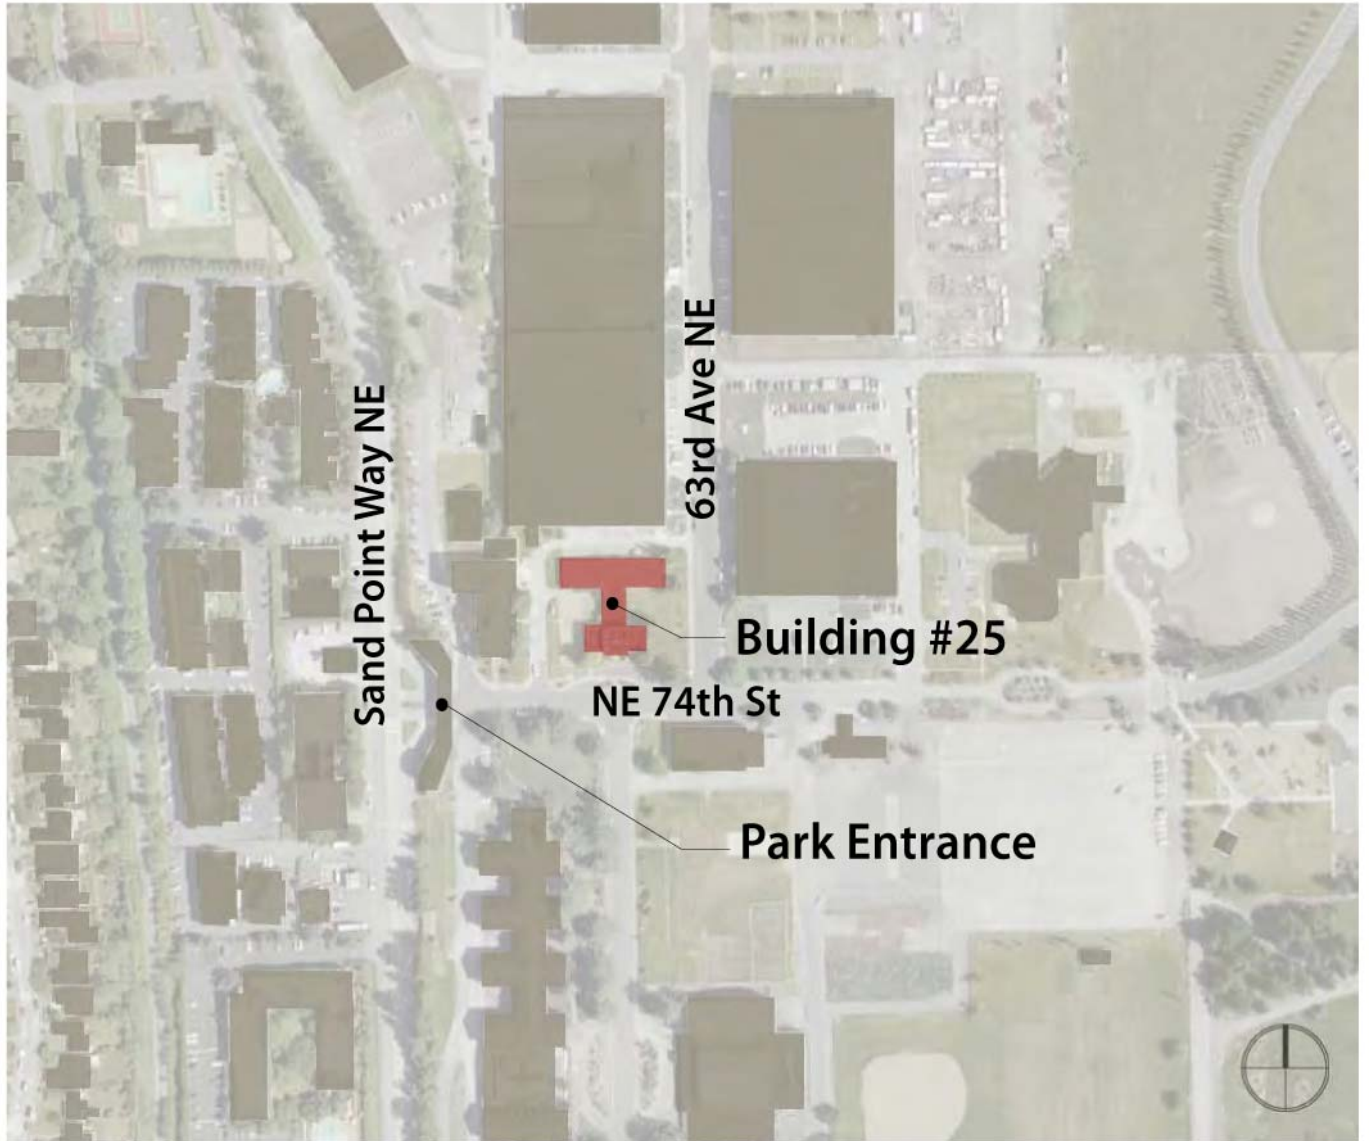 63rd Ave NE
Sand Point Way NE
Building #25
NE 74th St
Park Entrance